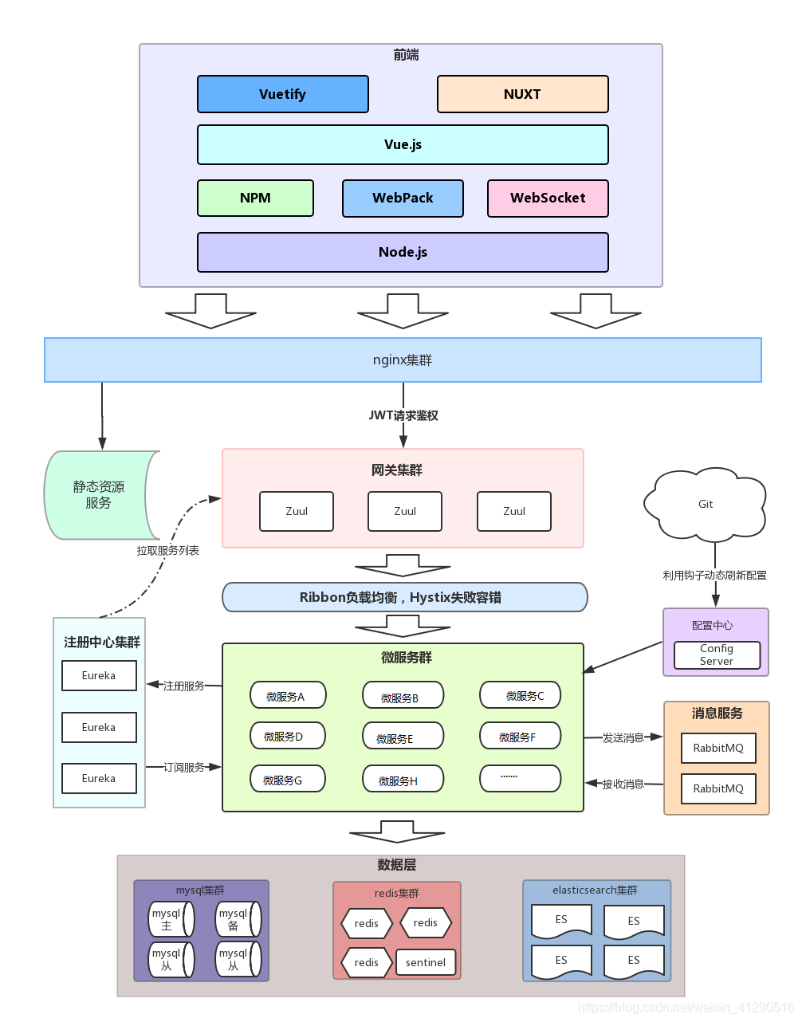 前端
Vuetify
NUXT
Vue.js
NPM
WebPack
WebSocket
Node.js
nginx集群
JWT请求鉴权
静态资源
服务
网关集群
Zuul
Zuul
Zuul
Git
拉取服务列表
利用钩子动态刷新配置
Ribbon负载均衡，Hystix失败容错
注册中心集群
Eureka
Eureka
Eureka
注册服务
订阅服务
微服务群
微服务A
微服务B
微服务C
微服务D
微服务E
微服务F
微服务G
微服务H
.......
配置中心
Config
Server
消息服务
RabbitMQ
RabbitMQ
发送消息
接收消息
数据层
mysql集群
mysql
主
mysql
备
mysql
从
mysql
从
redis集群
redis
redis
redis
sentinel
elasticsearch集群
ES
ES
ES
ES
https://blog.csdn.net/weixin_41290516